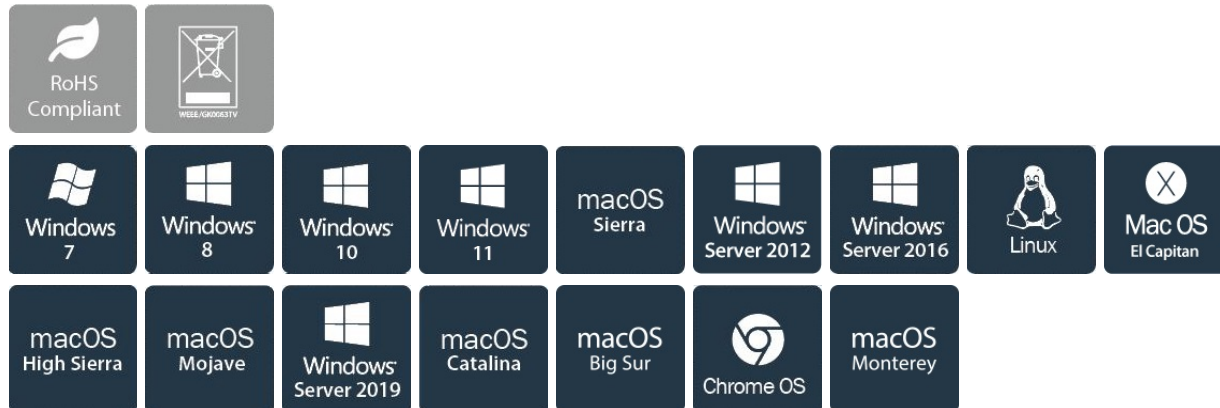 RoHS
Compliant
WEEE/GK0083TV
Windows
7
Windows
8
Windows
10
Windows
11
macOS
Sierra
Windows
Server 2012
Windows
Server 2016
Linux
X
Mac OS
El Capitan
macOS
High Sierra
macOS
Mojave
Windows
Server 2019
macOS
Catalina
macOS
Big Sur
Chrome OS
macOS
Monterey